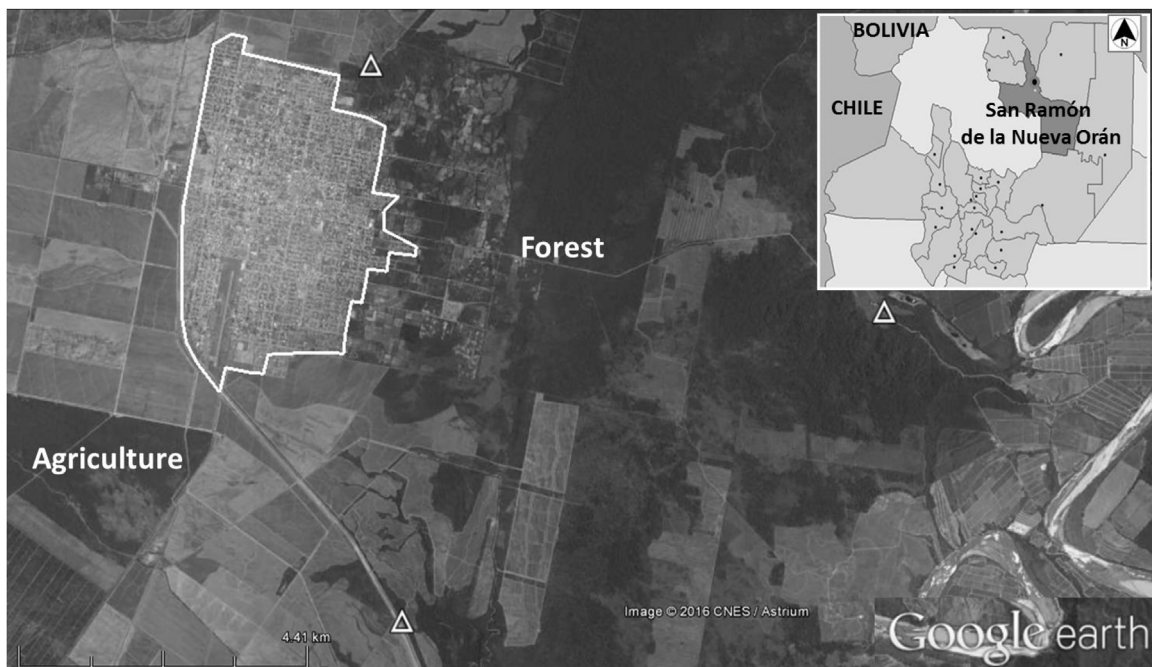 BOLIVIA
N
CHILE
San Ramón
de la Nueva Orán
Forest
Agriculture
Image © 2016 CNES / Astrium
4.41 km
Google earth